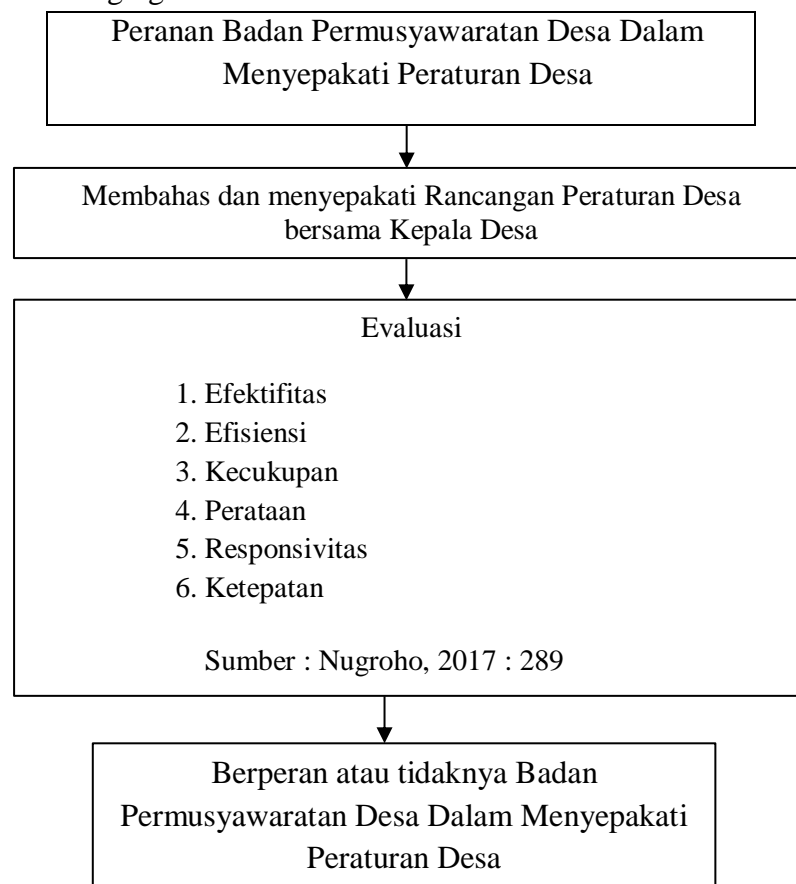 Peranan Badan Permusyawaratan Desa Dalam
Menyepakati Peraturan Desa
Membahas dan menyepakati Rancangan Peraturan Desa
bersama Kepala Desa
Evaluasi
1. Efektifitas
2. Efisiensi
3. Kecukupan
4. Perataan
5. Responsivitas
6. Ketepatan
Sumber : Nugroho, 2017 : 289
Berperan atau tidaknya Badan
Permusyawaratan Desa Dalam Menyepakati
Peraturan Desa